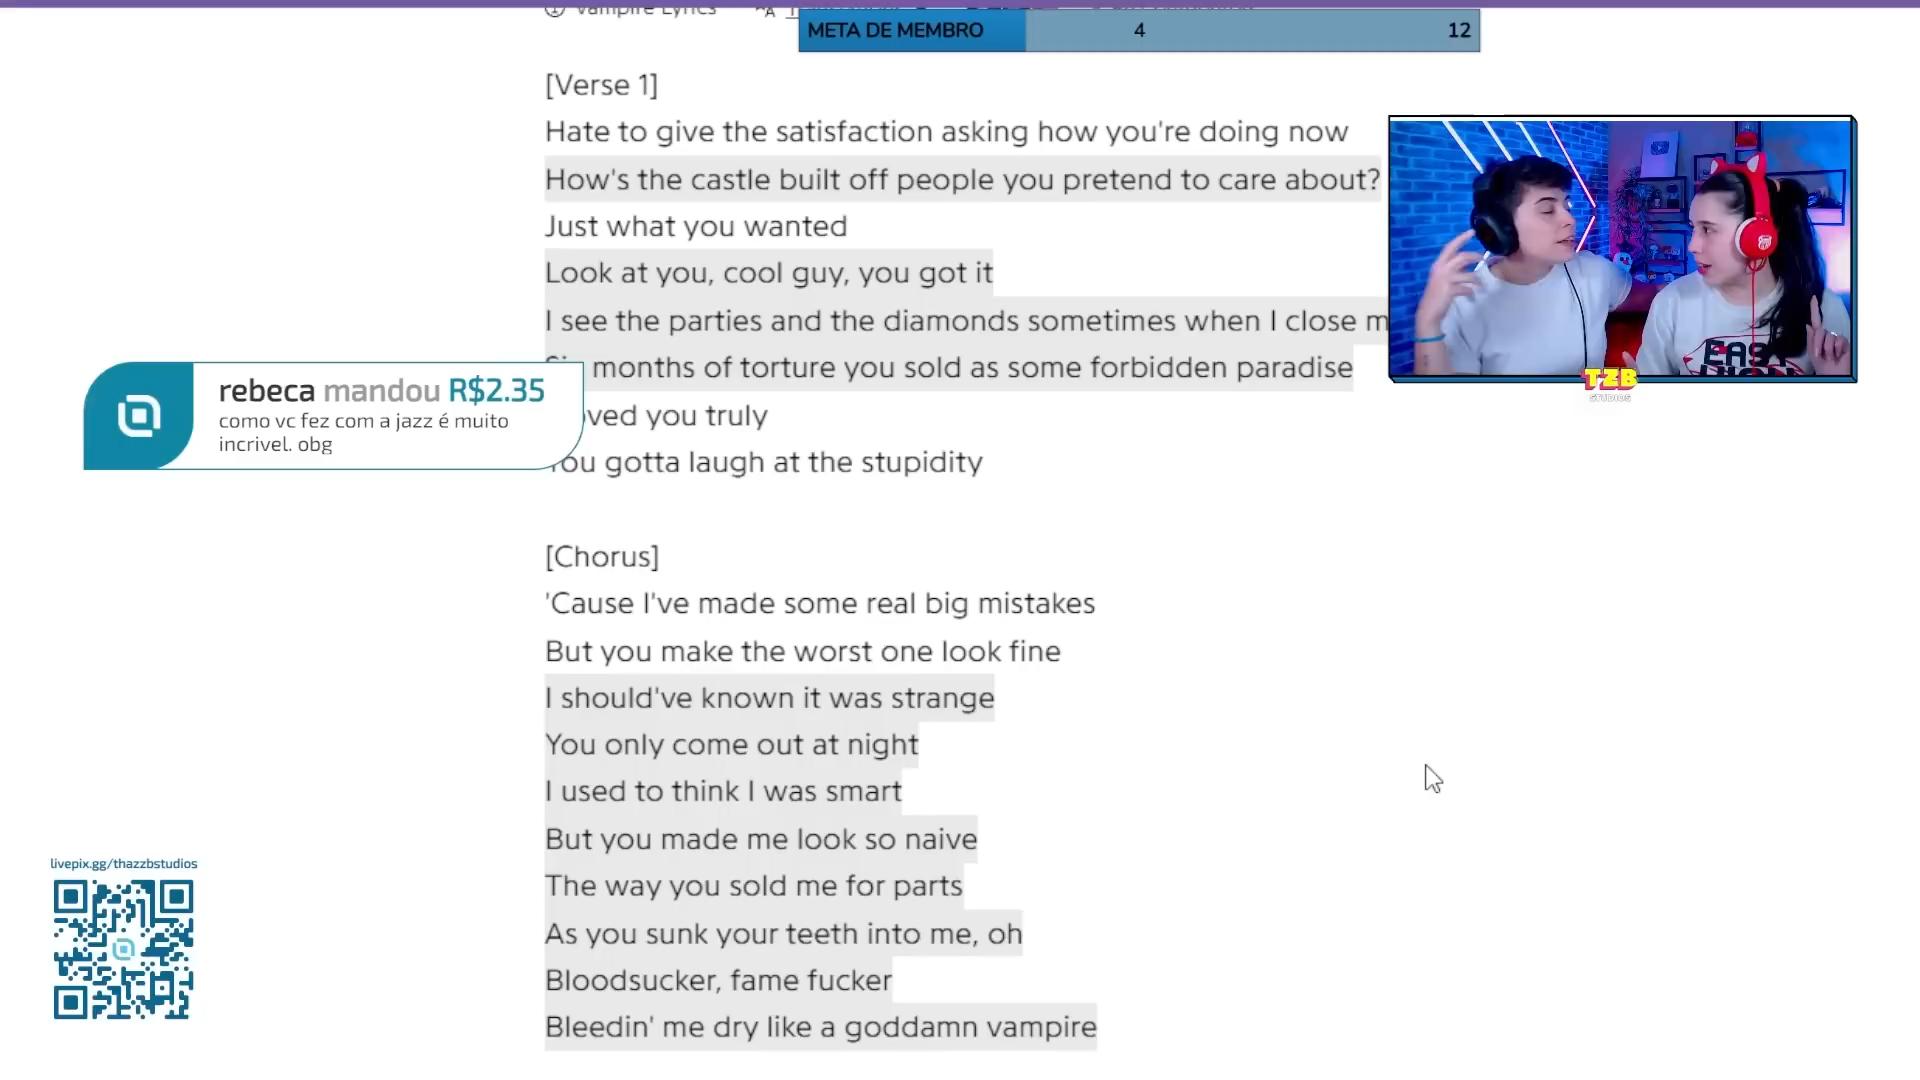 Vampire Lyrics
META DE MEMBRO 4 12
[Verse 1]
Hate to give the satisfaction asking how you're doing now
How's the castle built off people you pretend to care about?
Just what you wanted
Look at you, cool guy, you got it
I see the parties and the diamonds sometimes when I close m
months of torture you sold as some forbidden paradise
ved you truly
You gotta laugh at the stupidity
rebeca mandou R$2.35
como vc fez com a jazz é muito
incrivel. obg
[Chorus]
'Cause I've made some real big mistakes
But you make the worst one look fine
I should've known it was strange
You only come out at night
I used to think I was smart
But you made me look so naive
The way you sold me for parts
As you sunk your teeth into me, oh
Bloodsucker, fame fucker
Bleedin' me dry like a goddamn vampire
TZB
STUDIOS
livepix.gg/thazzbstudios